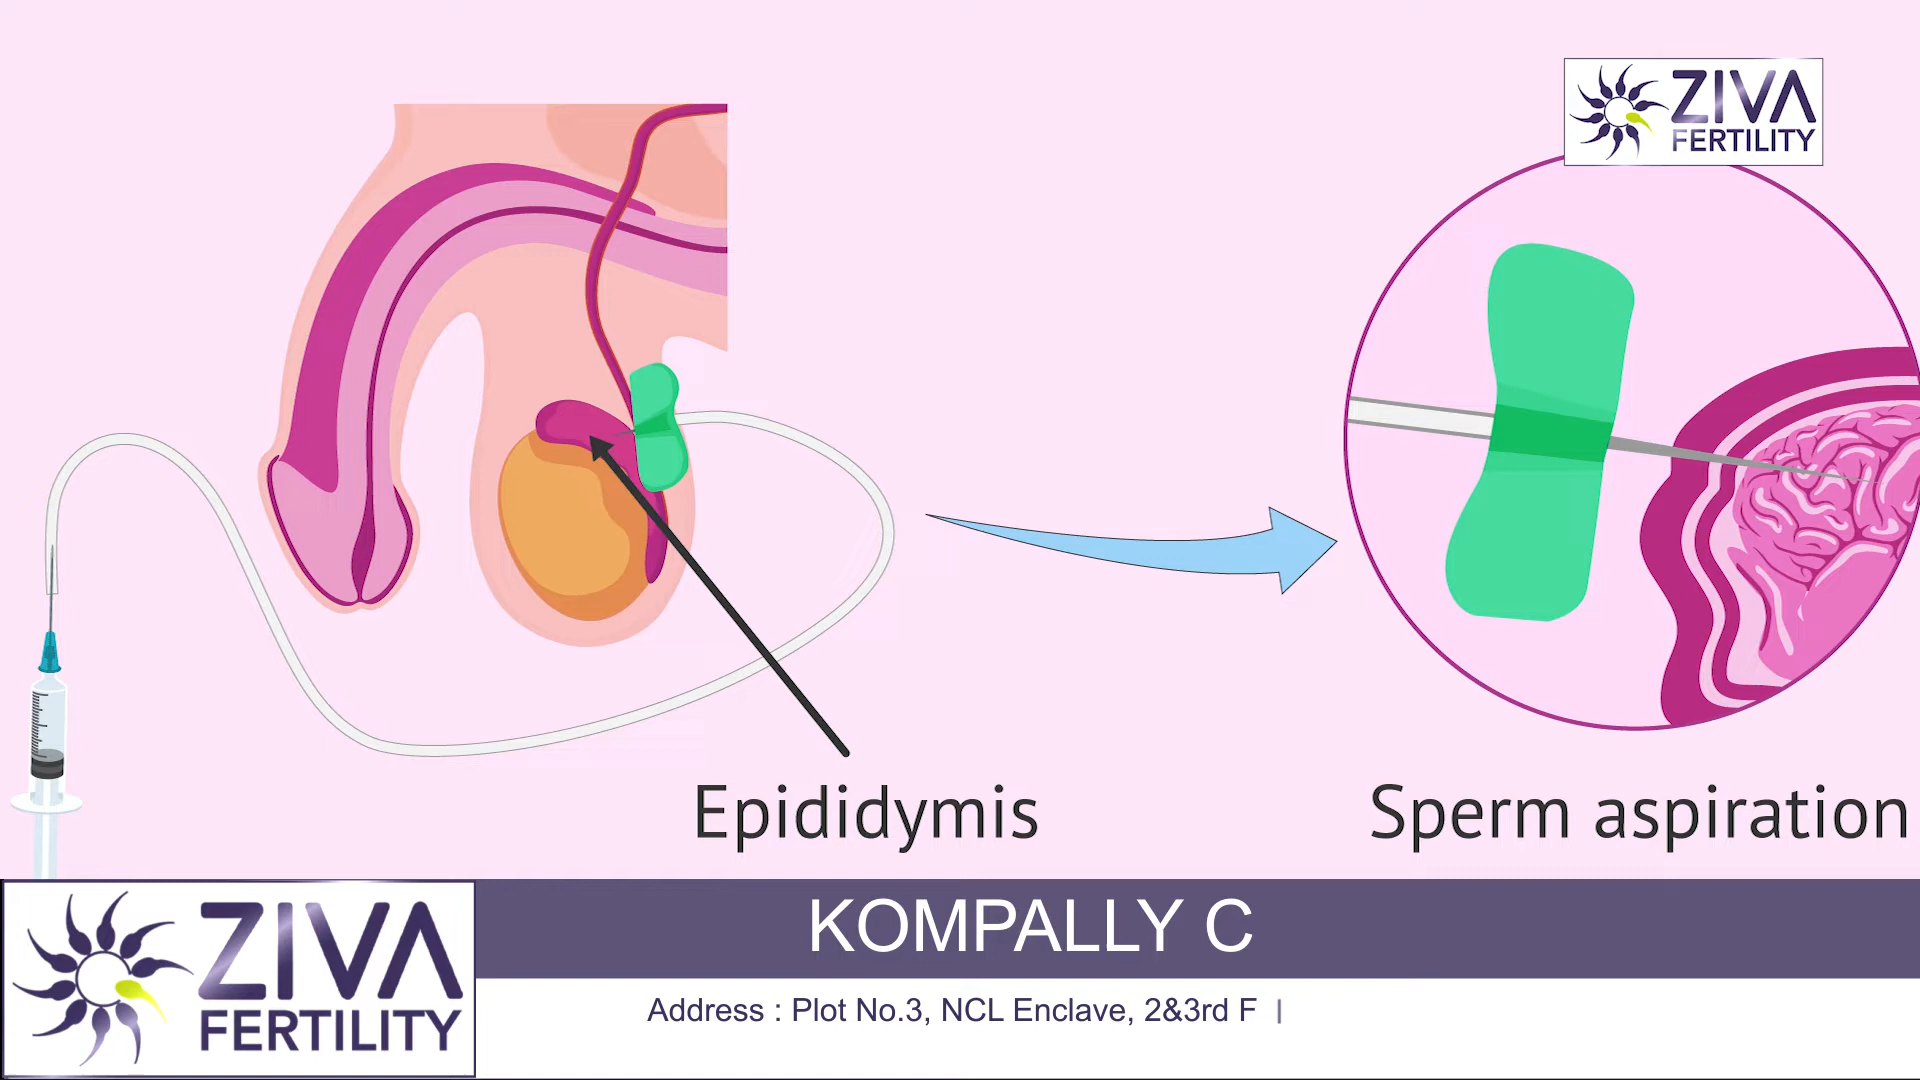 ZIVA
FERTILITY
Epididymis
Sperm aspiration
ZIVA
FERTILITY
KOMPALLY C
Address : Plot No.3, NCL Enclave, 2&3rd F |